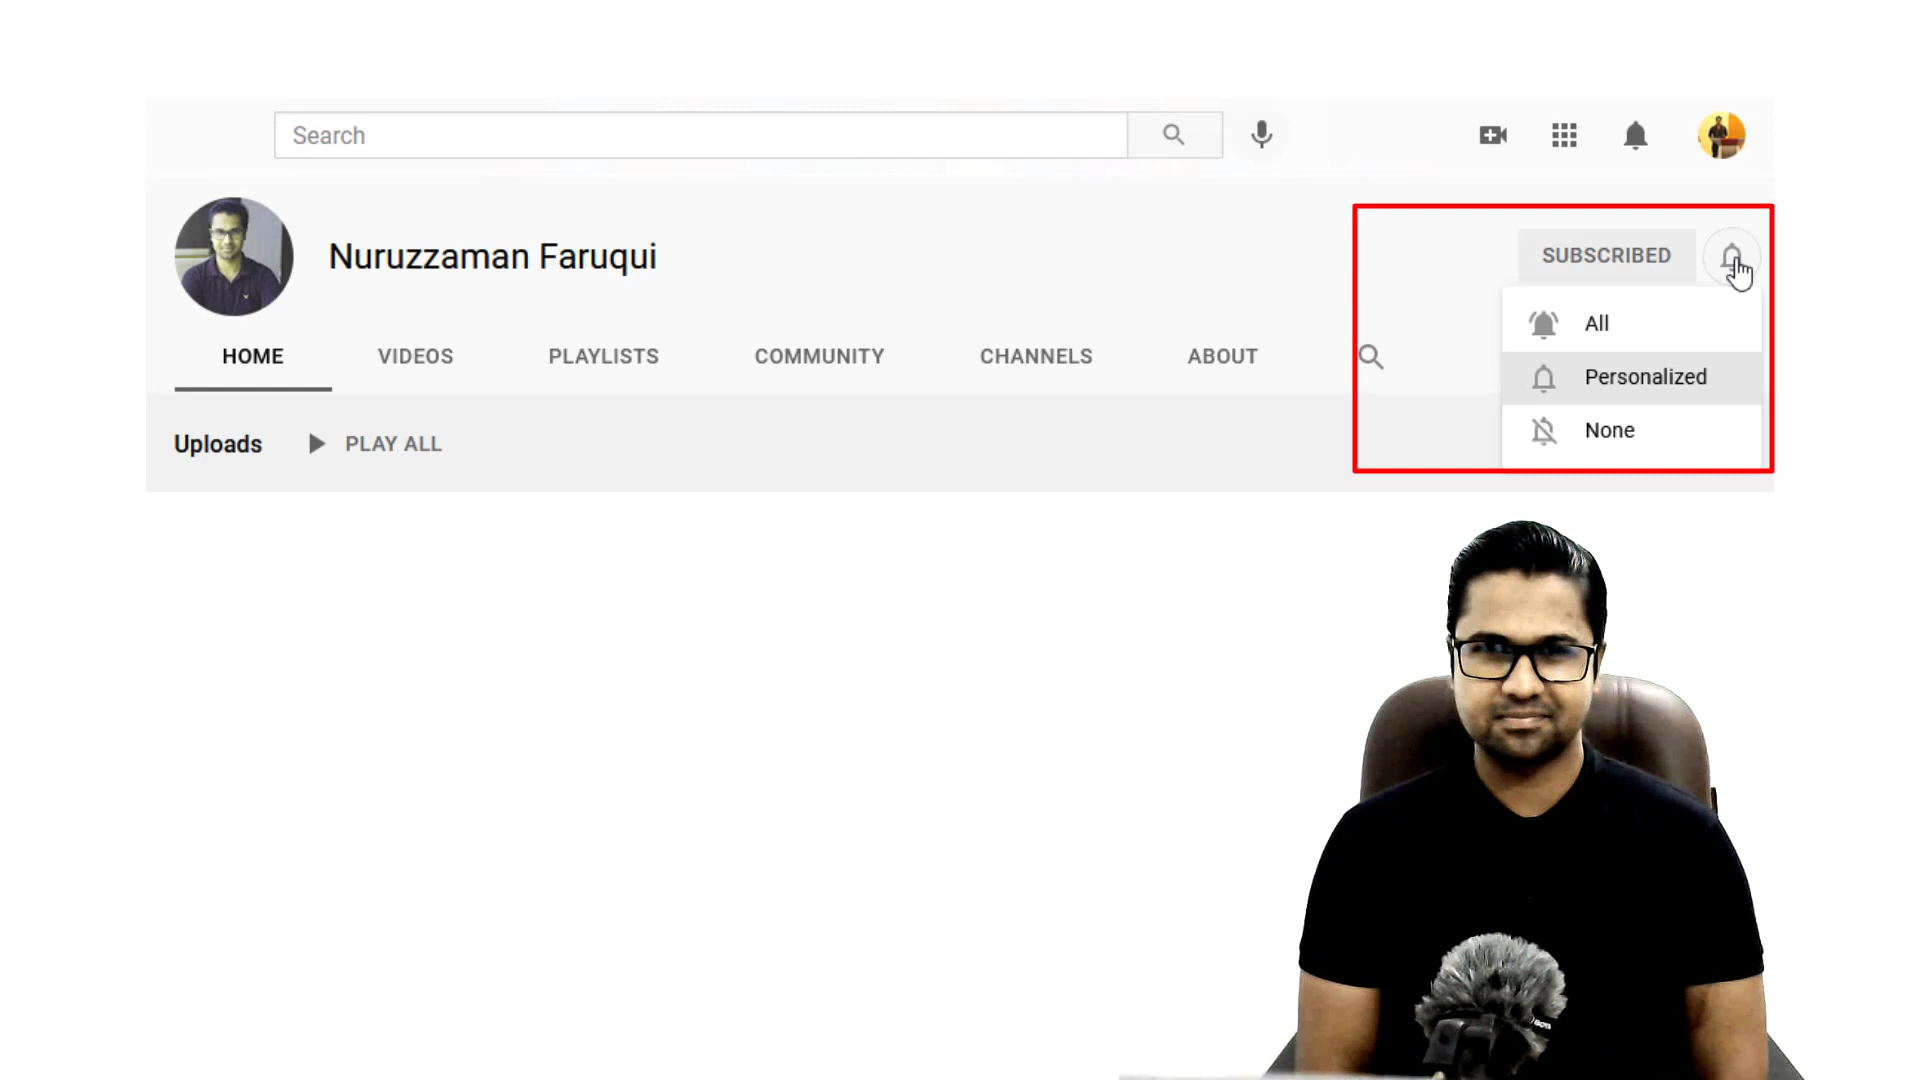 Search
Nuruzzaman Faruqui
SUBSCRIBED
HOME VIDEOS PLAYLISTS COMMUNITY CHANNELS ABOUT
All
Personalized
None
Uploads PLAY ALL